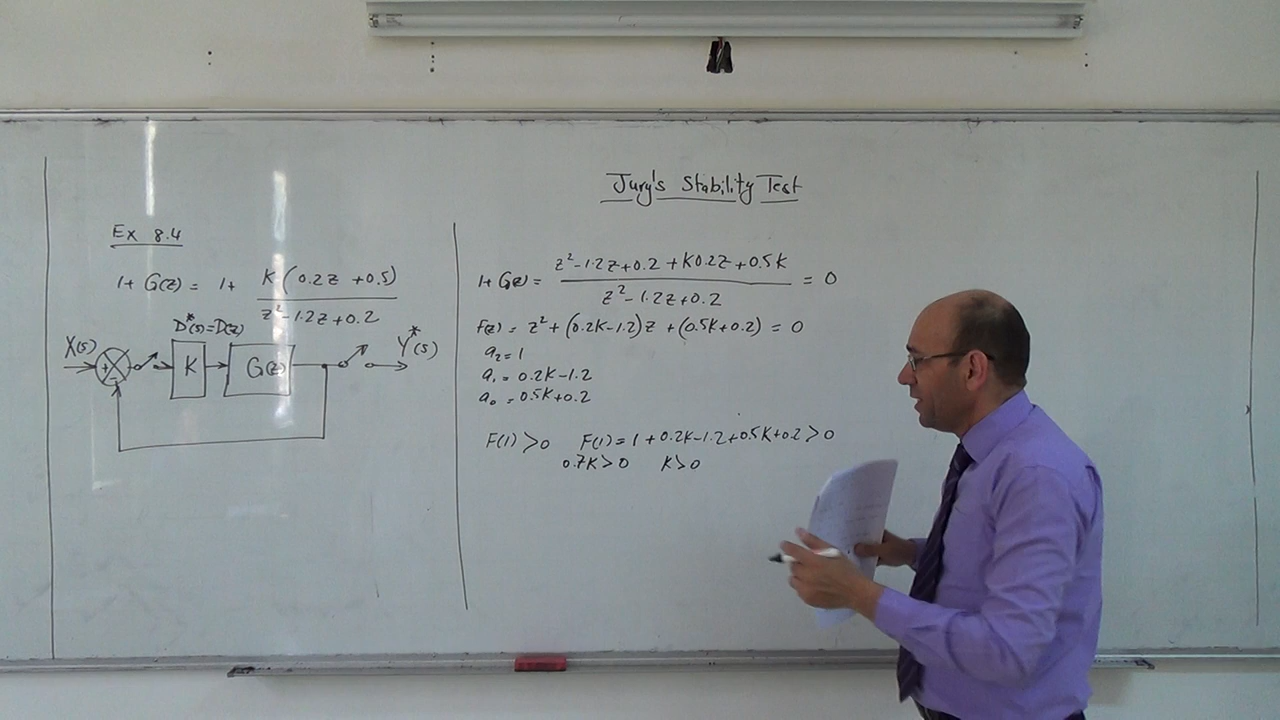 Jury's Stability Test
Ex 8.4
1+ G(z) = 1+ K(0.2z +0.5) / z²-1.2z+0.2
D*(s)=D(z)
X(s) + - K G(z) Y*(s)
1+ G(z) = z²-1.2z+0.2+K0.2z+0.5K / z²-1.2z+0.2 = 0
F(z) = z²+(0.2K-1.2)z+(0.5K+0.2) = 0
a₂=1
a₁=0.2K-1.2
a₀=0.5K+0.2
F(1)>0 F(1)=1+0.2K-1.2+0.5K+0.2>0
0.7K>0 K>0